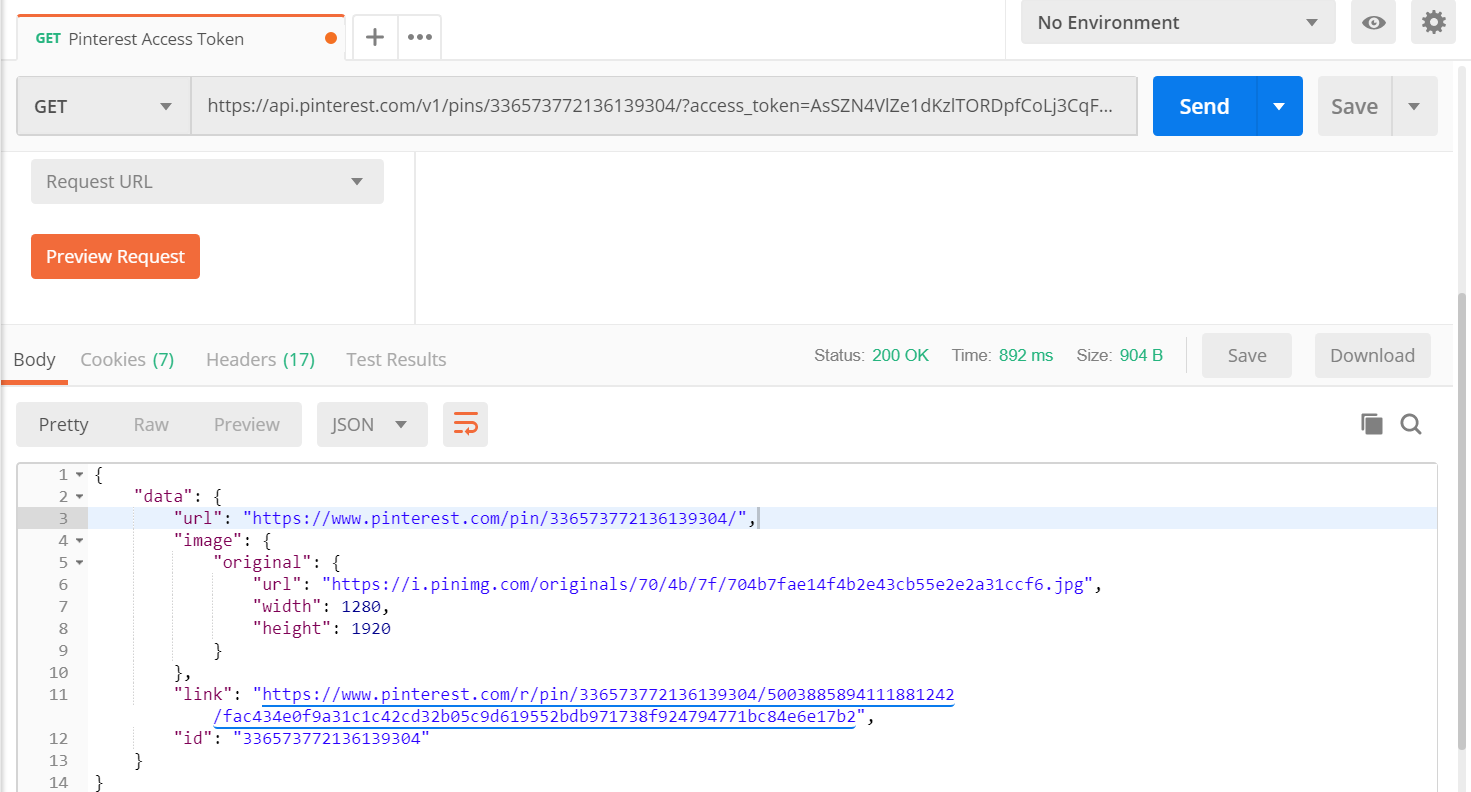 GET Pinterest Access Token
No Environment
GET https://api.pinterest.com/v1/pins/336573772136139304/?access_token=AsSZN4VlZe1dKzlTORDpfCoLj3CqF... Send Save
Request URL
Preview Request
Body Cookies (7) Headers (17) Test Results Status: 200 OK Time: 892 ms Size: 904 B Save Download
Pretty Raw Preview JSON
1 {
2 "data": {
3 "url": "https://www.pinterest.com/pin/336573772136139304/",
4 "image": {
5 "original": {
6 "url": "https://i.pinimg.com/originals/70/4b/7f/704b7fae14f4b2e43cb55e2e2a31ccf6.jpg",
7 "width": 1280,
8 "height": 1920
9 }
10 },
11 "link": "https://www.pinterest.com/r/pin/336573772136139304/5003885894111881242
/fac434e0f9a31c1c42cd32b05c9d619552bdb971738f924794771bc84e6e17b2",
12 "id": "336573772136139304"
13 }
14 }